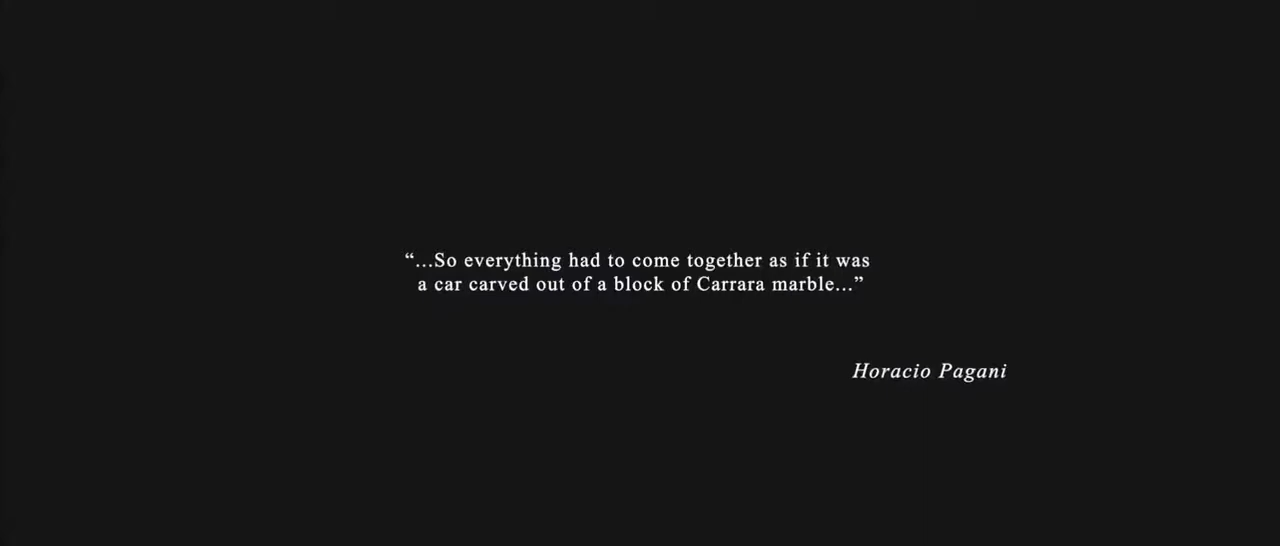 “...So everything had to come together as if it was
a car carved out of a block of Carrara marble...”
Horacio Pagani